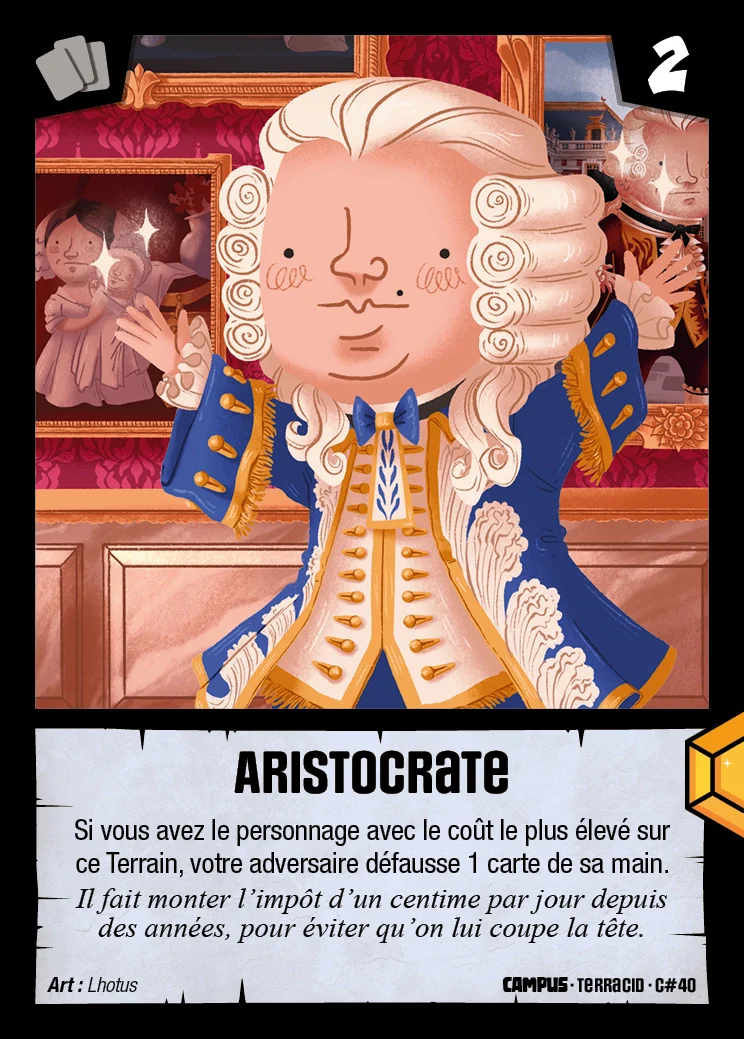 2
ARISTOCRATE
Si vous avez le personnage avec le coût le plus élevé sur
ce Terrain, votre adversaire défausse 1 carte de sa main.
Il fait monter l’impôt d’un centime par jour depuis
des années, pour éviter qu’on lui coupe la tête.
Art : Lhotus
CAMPUS · TERRACID · C#40